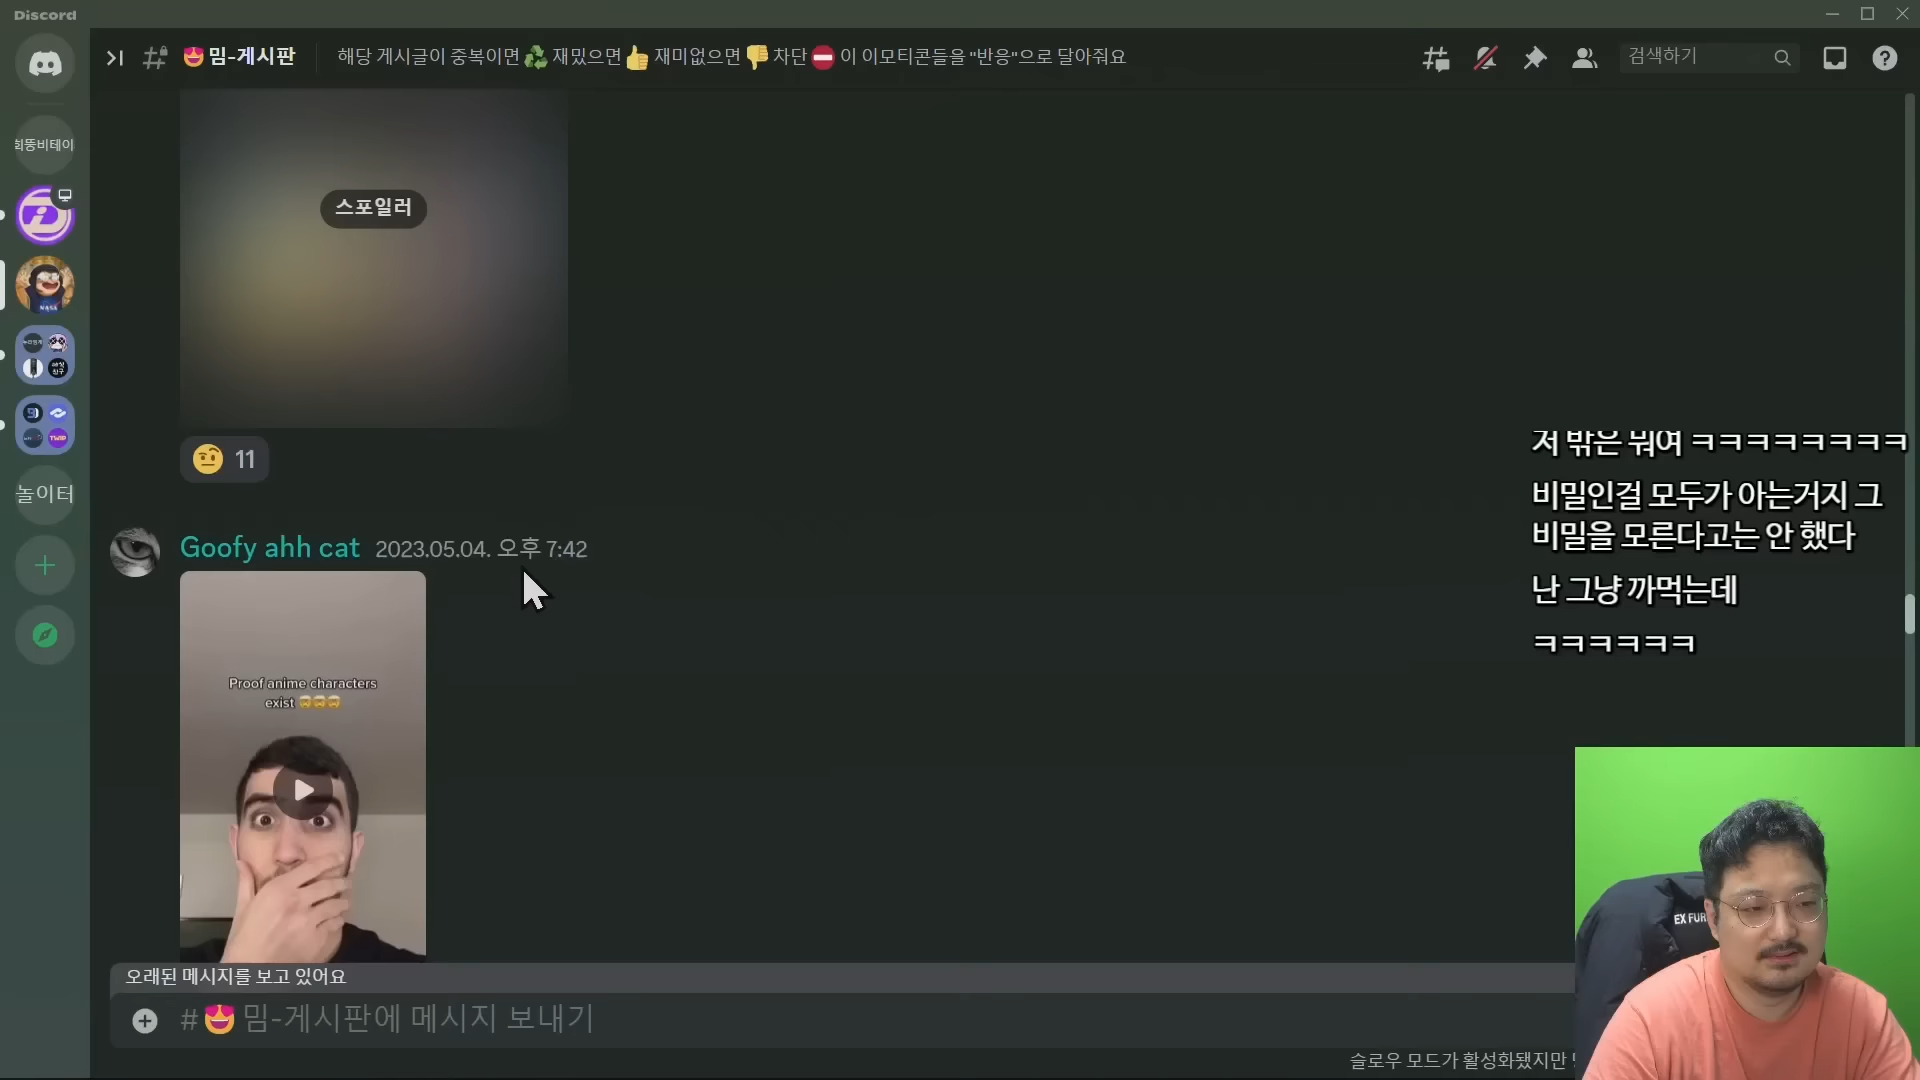 Discord
밈-게시판
해당 게시글이 중복이면 재밌으면 재미없으면 차단 이 이모티콘들을 "반응"으로 달아줘요
검색하기
회뚱비테이
스포일러
11
Goofy ahh cat 2023.05.04. 오후 7:42
Proof anime characters
exist
놀이터
저 밖은 뭐여 ㅋㅋㅋㅋㅋㅋㅋㅋ
비밀인걸 모두가 아는거지 그
비밀을 모른다고는 안 했다
난 그냥 까먹는데
ㅋㅋㅋㅋㅋㅋ
NASA
TWIP
EX FUR
오래된 메시지를 보고 있어요
#밈-게시판에 메시지 보내기
슬로우 모드가 활성화됐지만